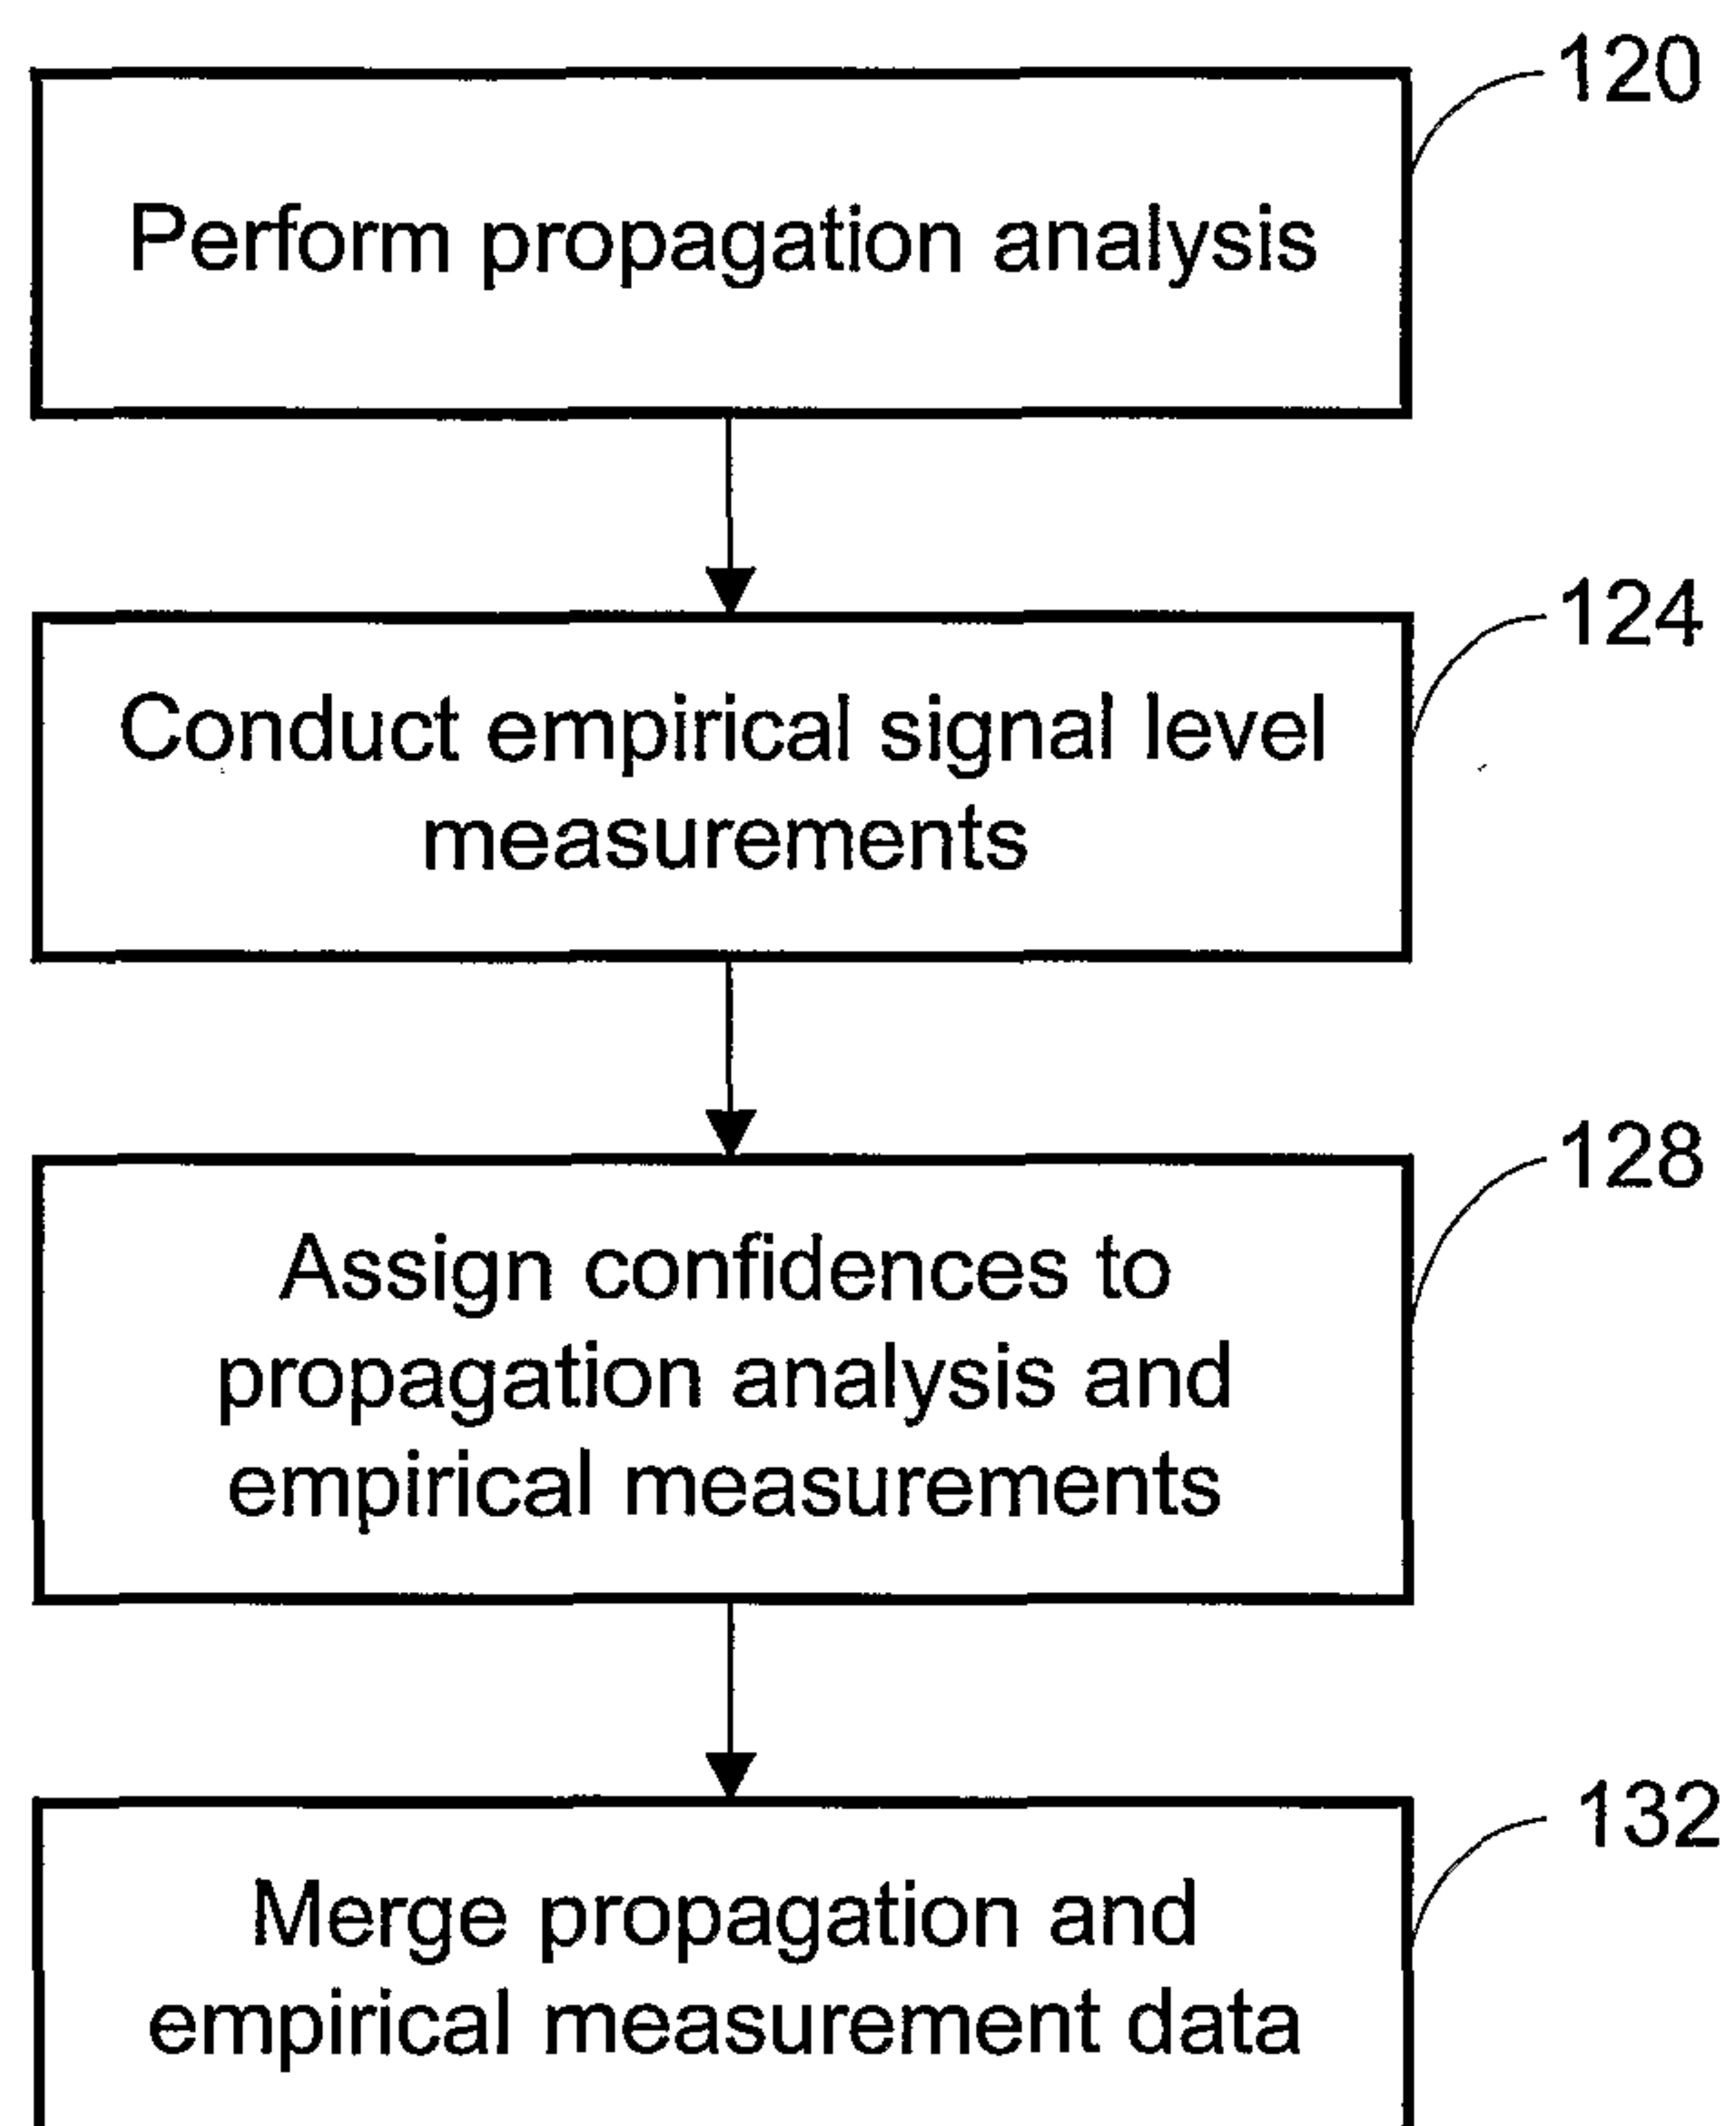 120
Perform propagation analysis
124
Conduct empirical signal level
measurements
128
Assign confidences to
propagation analysis and
empirical measurements
132
Merge propagation and
empirical measurement data